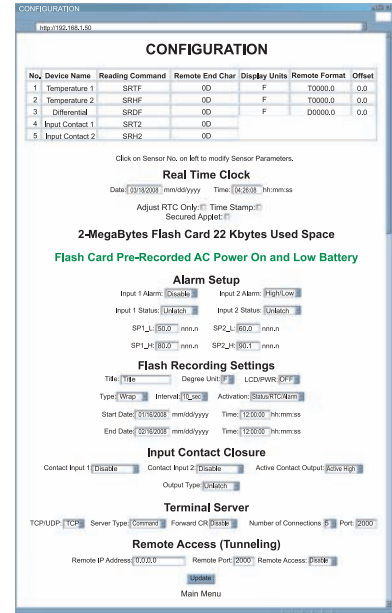 CONFIGURATION
http://192.168.1.50
CONFIGURATION
No. Device Name Reading Command Remote End Char Display Units Remote Format Offset
1 Temperature 1 SRTF 0D F T0000.0 0.0
2 Temperature 2 SRHF 0D F T0000.0 0.0
3 Differential SRDF 0D F D0000.0 0.0
4 Input Contact 1 SRT2 0D
5 Input Contact 2 SRH2 0D
Click on Sensor No. on left to modify Sensor Parameters.
Real Time Clock
Date: 03/18/2008 mm/dd/yyyy Time: 04:26:08 hh:mm:ss
Adjust RTC Only: Time Stamp:
Secured Applet:
2-MegaBytes Flash Card 22 Kbytes Used Space
Flash Card Pre-Recorded AC Power On and Low Battery
Alarm Setup
Input 1 Alarm: Disable Input 2 Alarm: High/Low
Input 1 Status: Unlatch Input 2 Status: Unlatch
SP1_L: 50.0 nnn.n SP2_L: 60.0 nnn.n
SP1_H: 80.0 nnn.n SP2_H: 90.1 nnn.n
Flash Recording Settings
Title: Title Degree Unit: F LCD/PWR: OFF
Type: Wrap Interval: 10_sec Activation: Status/RTC/Alarm
Start Date: 01/16/2008 mm/dd/yyyy Time: 12:00:00 hh:mm:ss
End Date: 02/16/2008 mm/dd/yyyy Time: 12:00:00 hh:mm:ss
Input Contact Closure
Contact Input 1: Disable Contact Input 2: Disable Active Contact Output: Active High
Output Type: Unlatch
Terminal Server
TCP/UDP: TCP Server Type: Command Forward CR: Disable Number of Connections 5 Port: 2000
Remote Access (Tunneling)
Remote IP Address: 0.0.0.0 Remote Port: 2000 Remote Access: Disable
Update
Main Menu